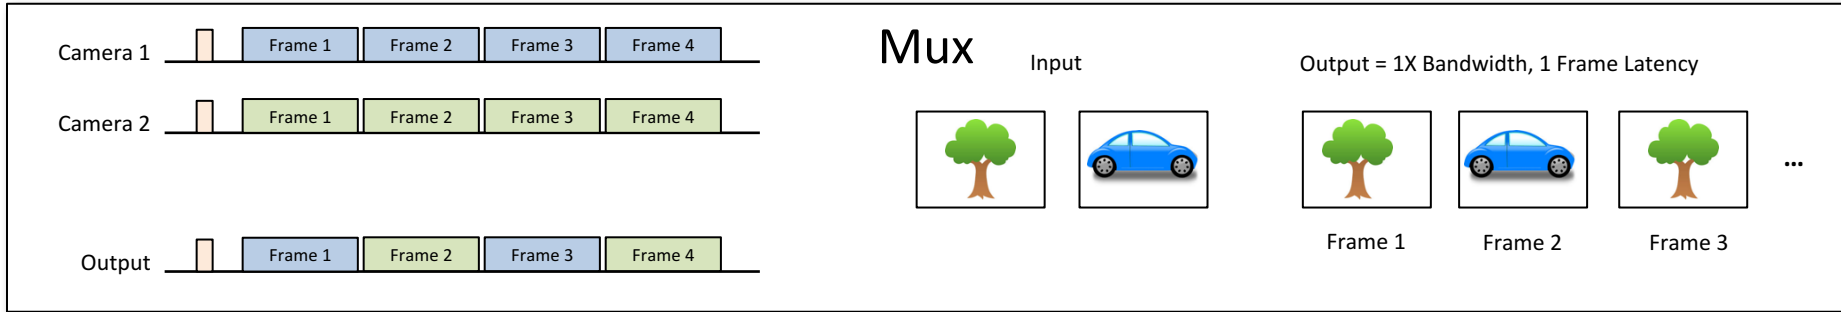 Camera 1
Frame 1 Frame 2 Frame 3 Frame 4
Camera 2
Frame 1 Frame 2 Frame 3 Frame 4
Output
Frame 1 Frame 2 Frame 3 Frame 4
Mux
Input
Output = 1X Bandwidth, 1 Frame Latency
...
Frame 1 Frame 2 Frame 3